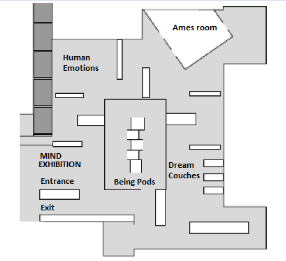 Ames room
Human
Emotions
MIND
EXHIBITION
Entrance
Exit
Being Pods
Dream
Couches